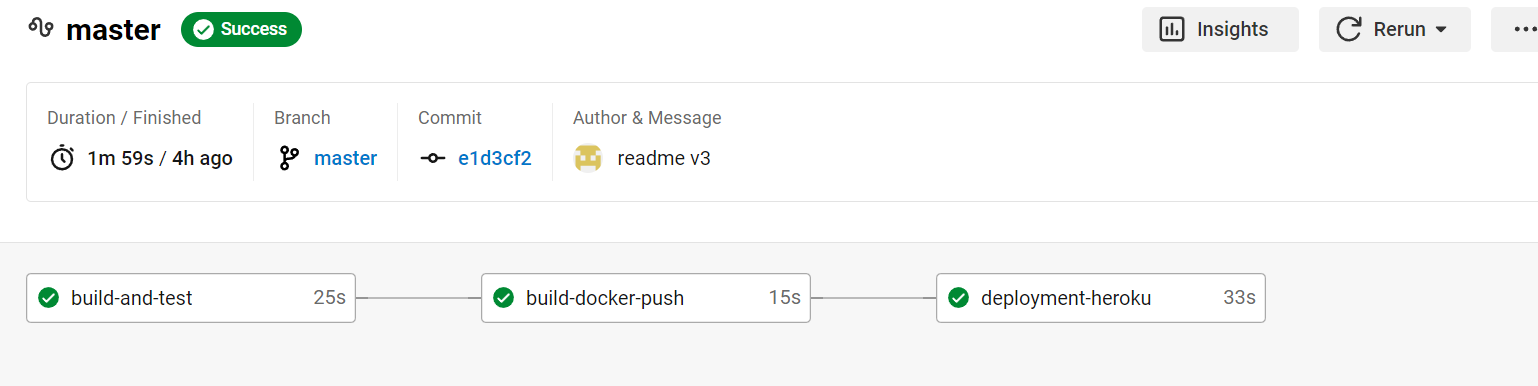 master Success Insights Rerun
Duration / Finished Branch Commit Author & Message
1m 59s / 4h ago master e1d3cf2 readme v3
build-and-test 25s build-docker-push 15s deployment-heroku 33s